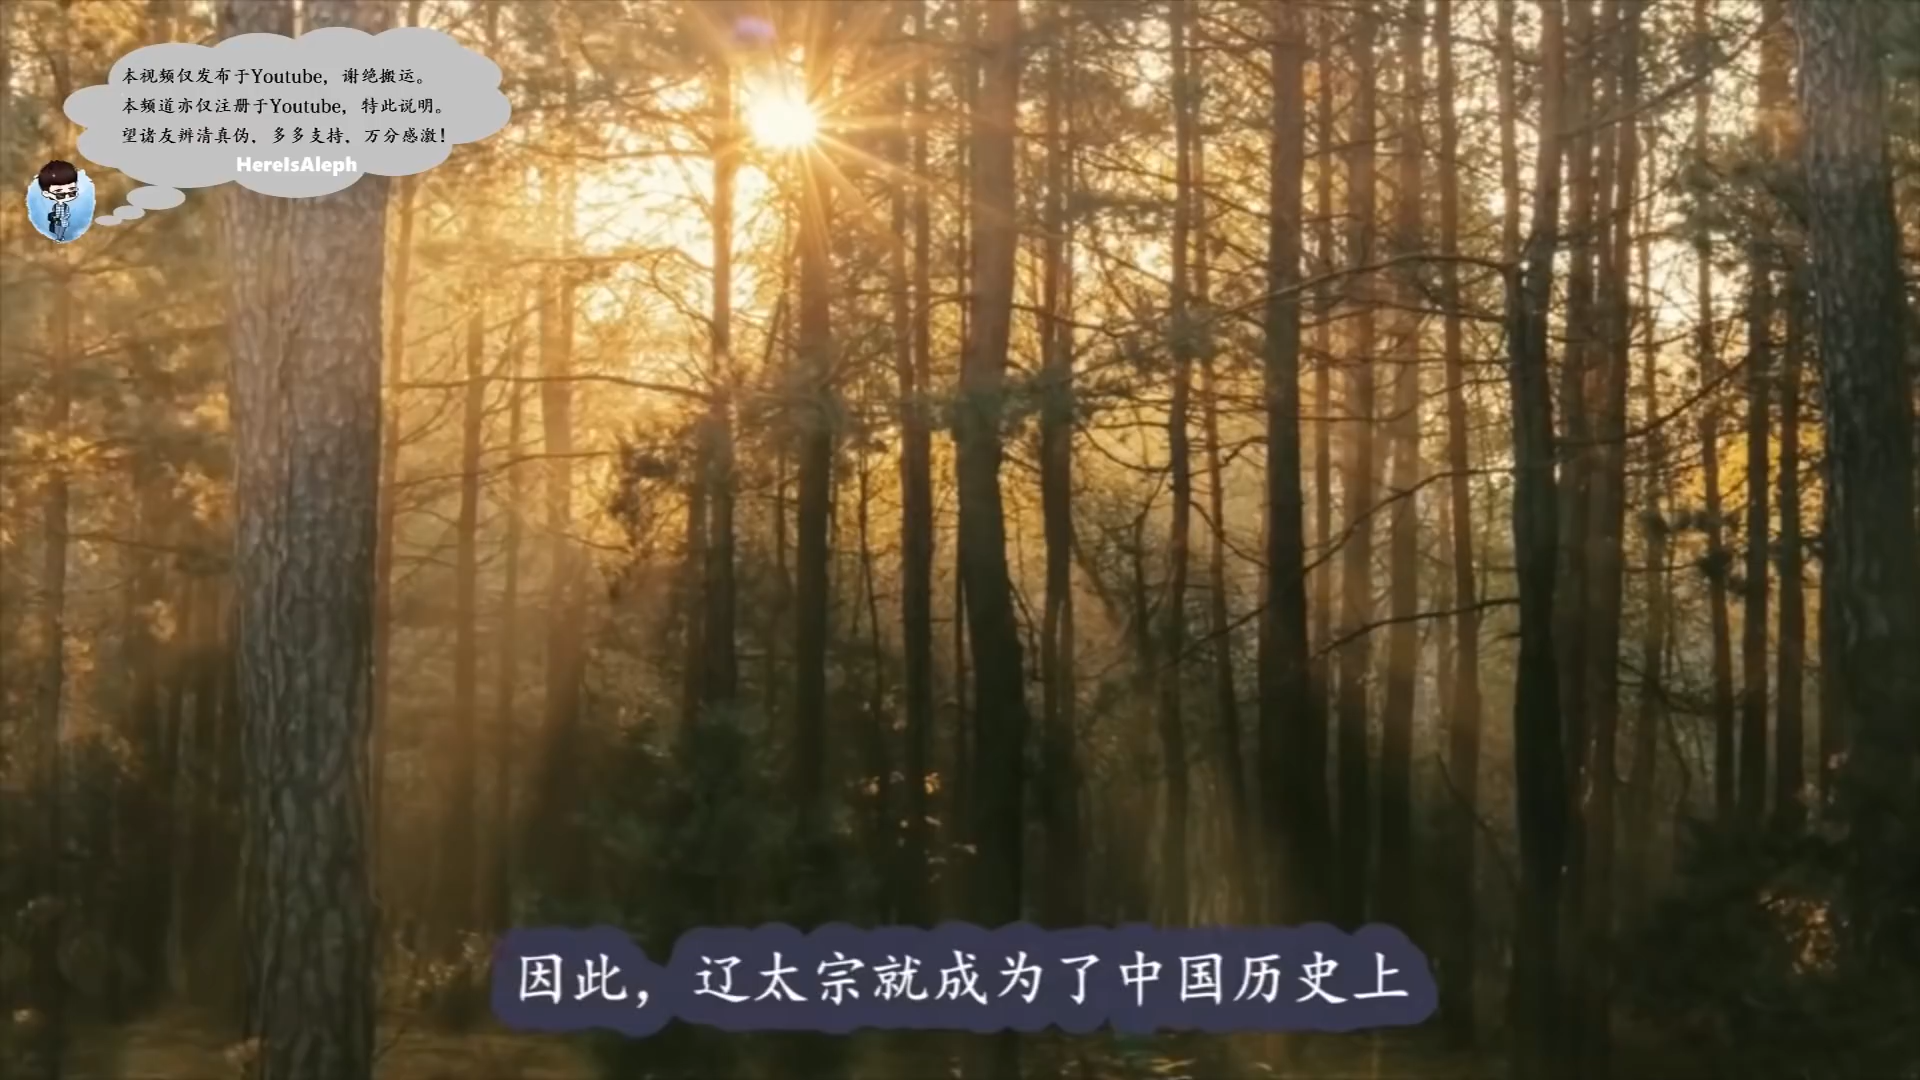 本视频仅发布于Youtube，谢绝搬运。
本频道亦仅注册于Youtube，特此说明。
望诸友辨清真伪，多多支持，万分感激！
HereIsAleph
因此，辽太宗就成为了中国历史上